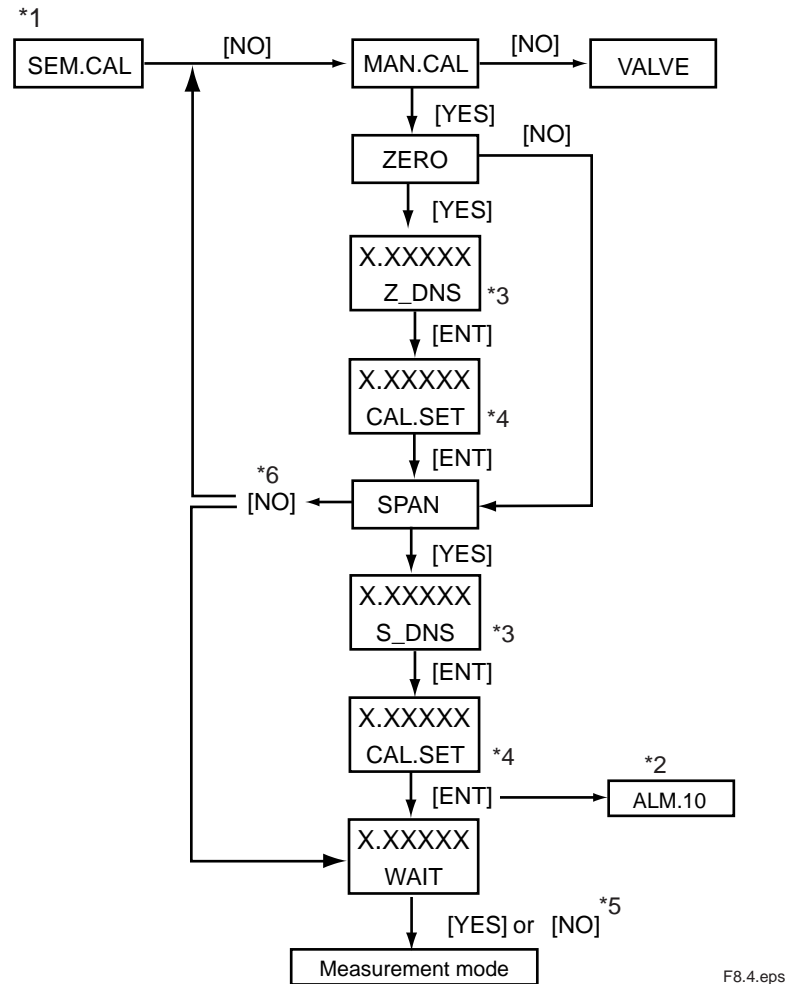 *1
SEM.CAL
[NO]
MAN.CAL
[NO]
VALVE
[YES]
ZERO
[NO]
[YES]
X.XXXXX
Z_DNS
*3
[ENT]
X.XXXXX
CAL.SET
*4
[ENT]
*6
[NO]
SPAN
[YES]
X.XXXXX
S_DNS
*3
[ENT]
X.XXXXX
CAL.SET
*4
[ENT]
*2
ALM.10
X.XXXXX
WAIT
[YES] or [NO]
*5
Measurement mode
F8.4.eps